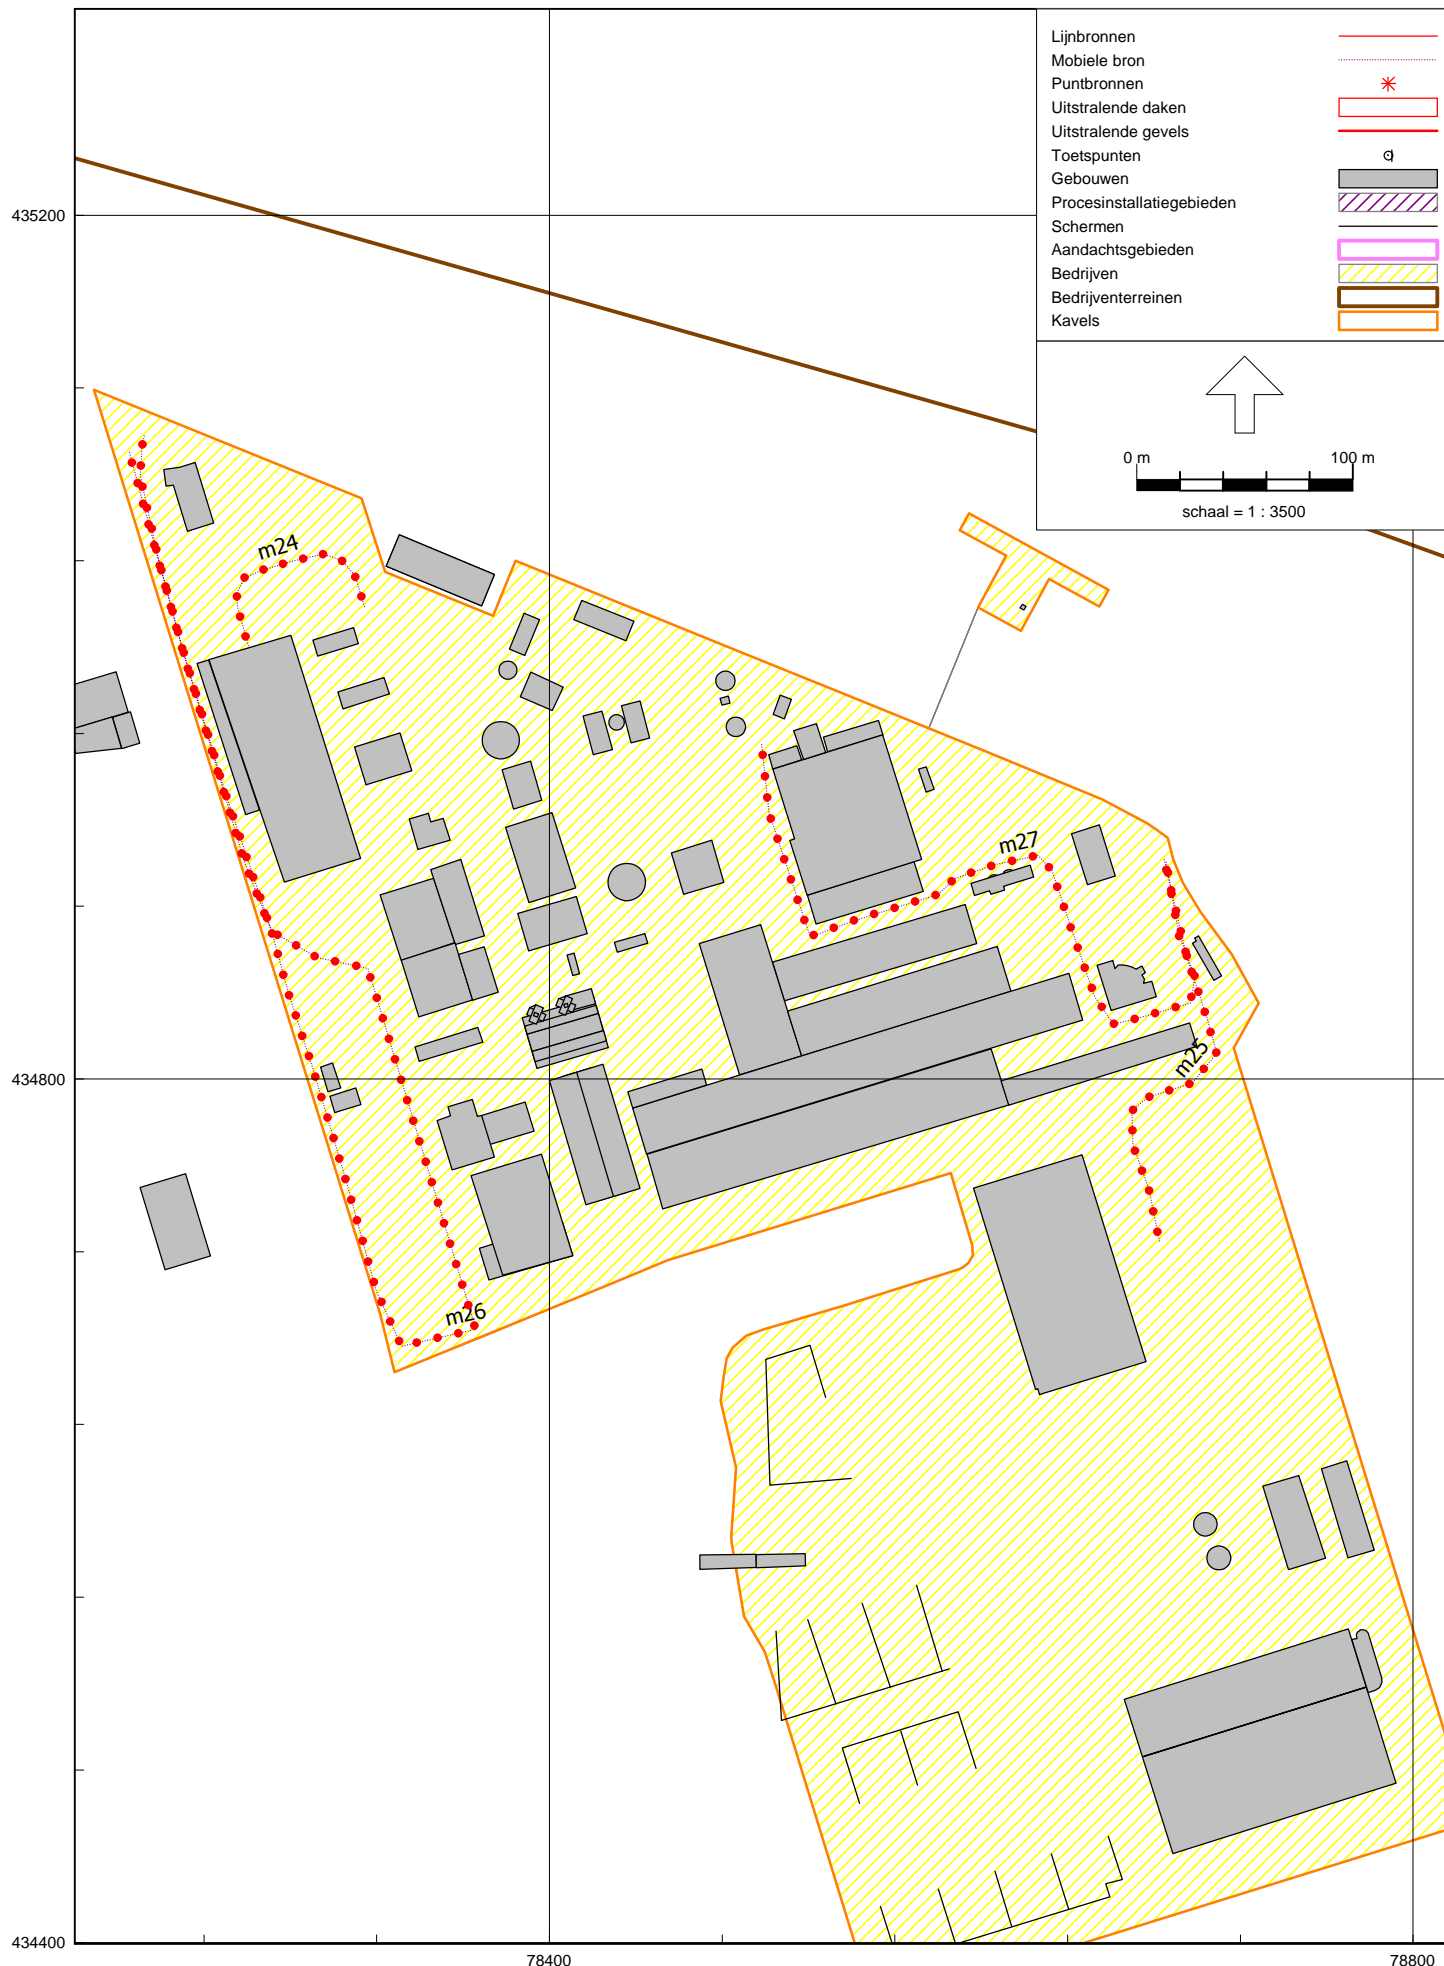 Lijnbronnen
Mobiele bron
Puntbronnen
Uitstralende daken
Uitstralende gevels
Toetspunten
Gebouwen
Procesinstallatiegebieden
Schermen
Aandachtsgebieden
Bedrijven
Bedrijventerreinen
Kavels
0 m 100 m
schaal = 1 : 3500
435200
m24
m27
m25
434800
m26
434400
78400 78800